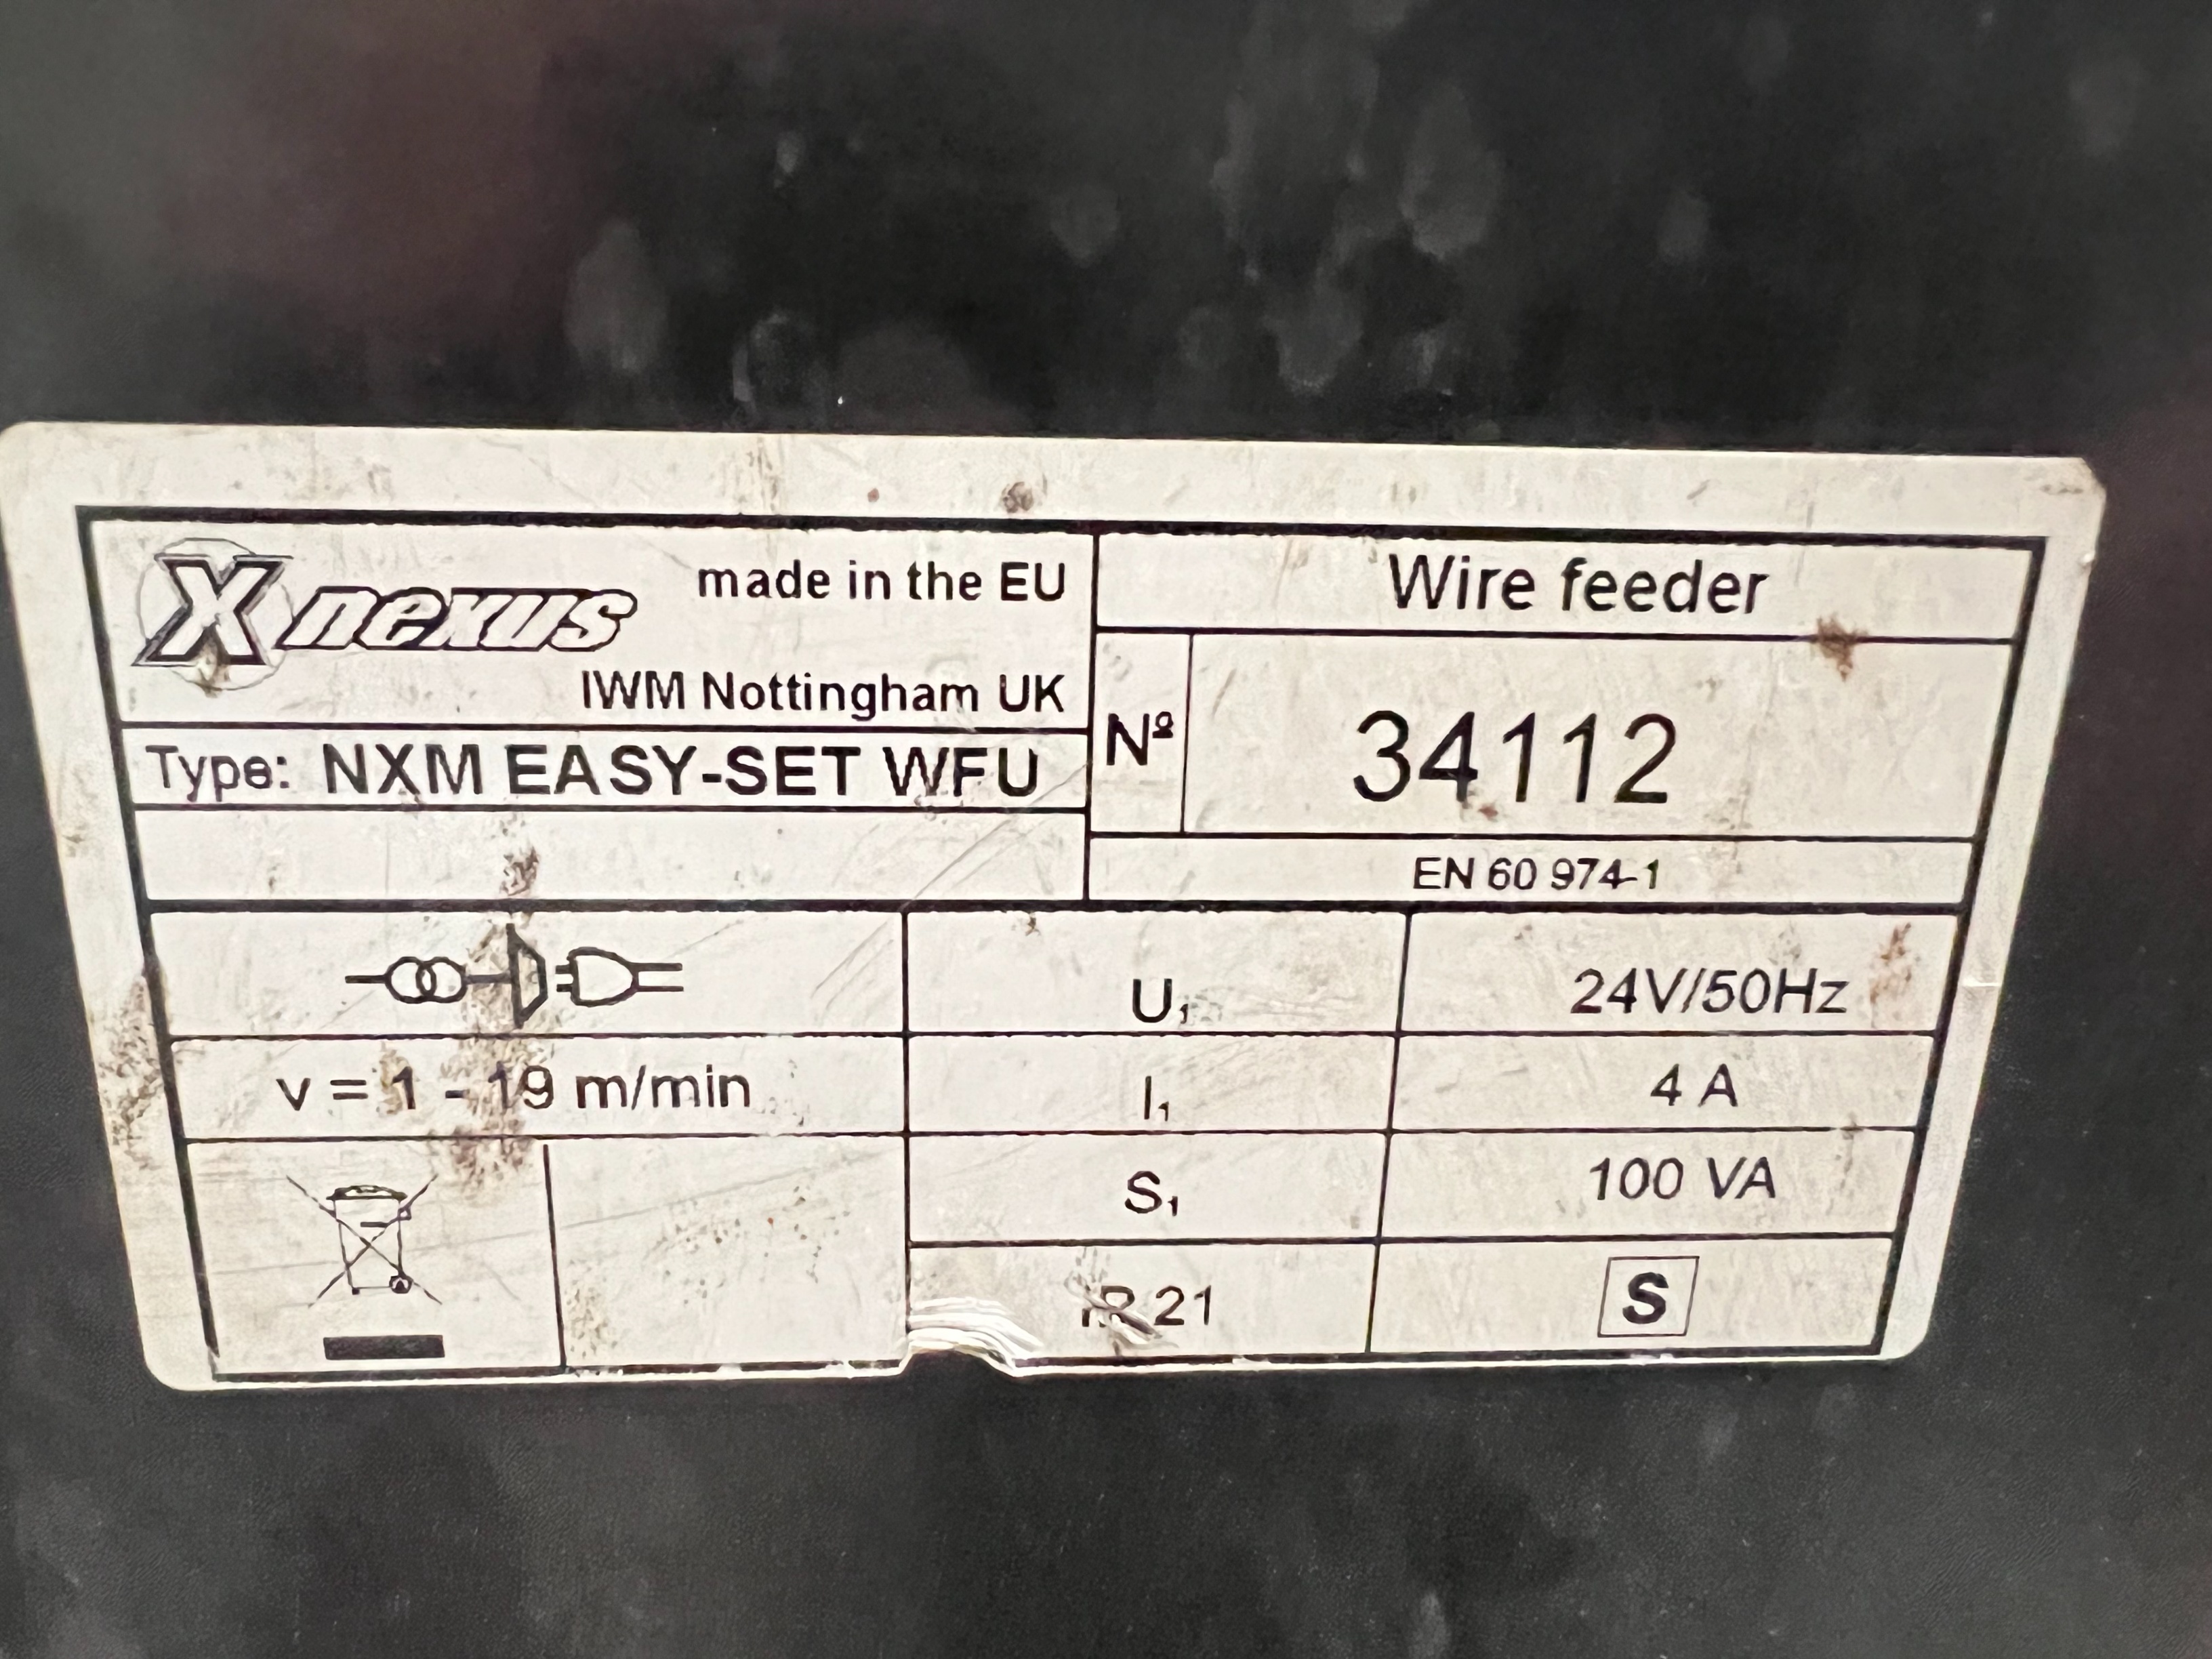 X nexus
made in the EU
IWM Nottingham UK
Type: NXM EASY-SET WFU
Wire feeder
Nº 34112
EN 60 974-1
U₁ 24V/50Hz
v = 1 - 19 m/min
I₁ 4 A
S₁ 100 VA
21
S